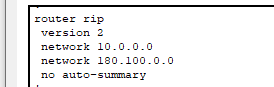 router rip
version 2
network 10.0.0.0
network 180.100.0.0
no auto-summary